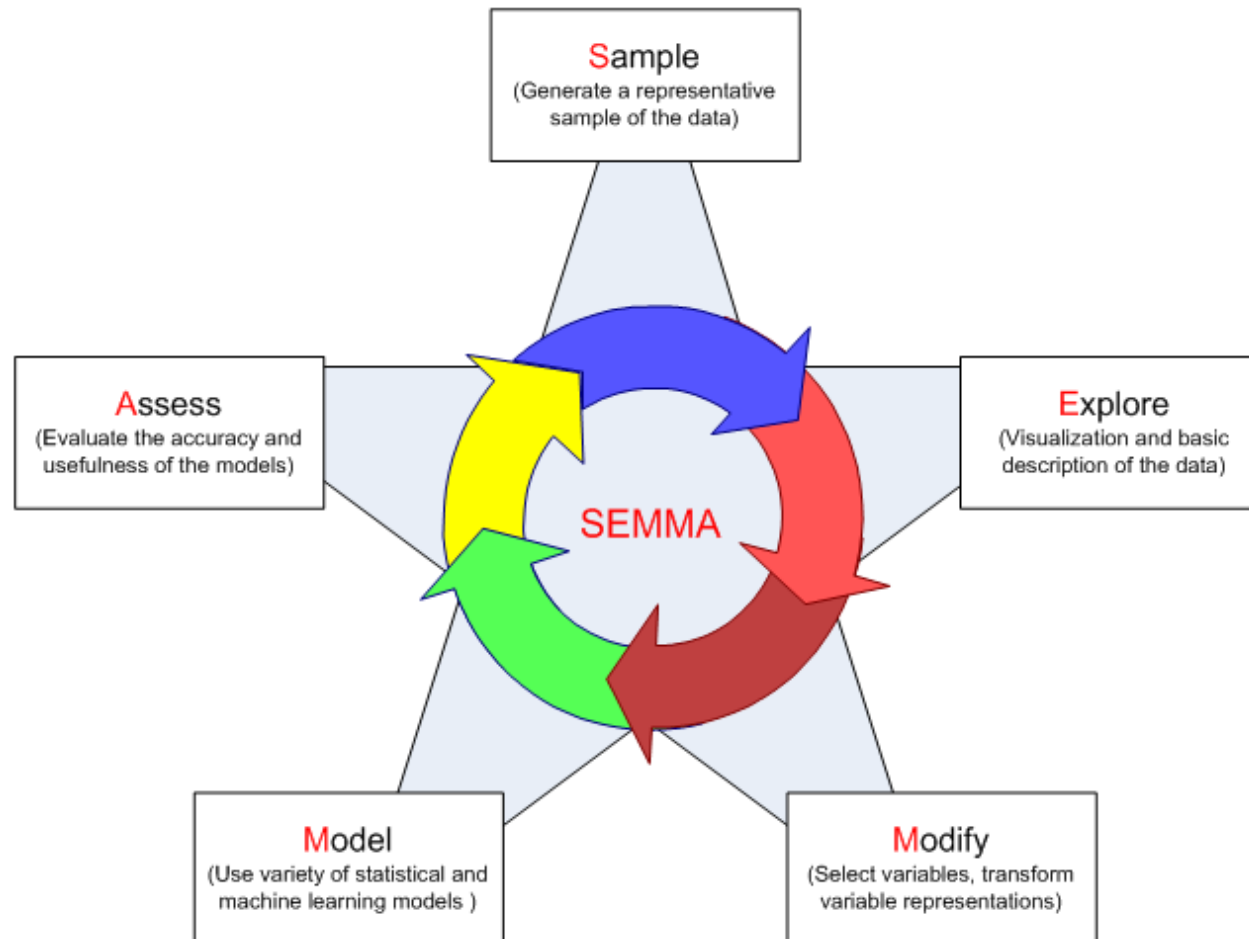 Sample
(Generate a representative
sample of the data)
Assess
(Evaluate the accuracy and
usefulness of the models)
Explore
(Visualization and basic
description of the data)
SEMMA
Model
(Use variety of statistical and
machine learning models )
Modify
(Select variables, transform
variable representations)